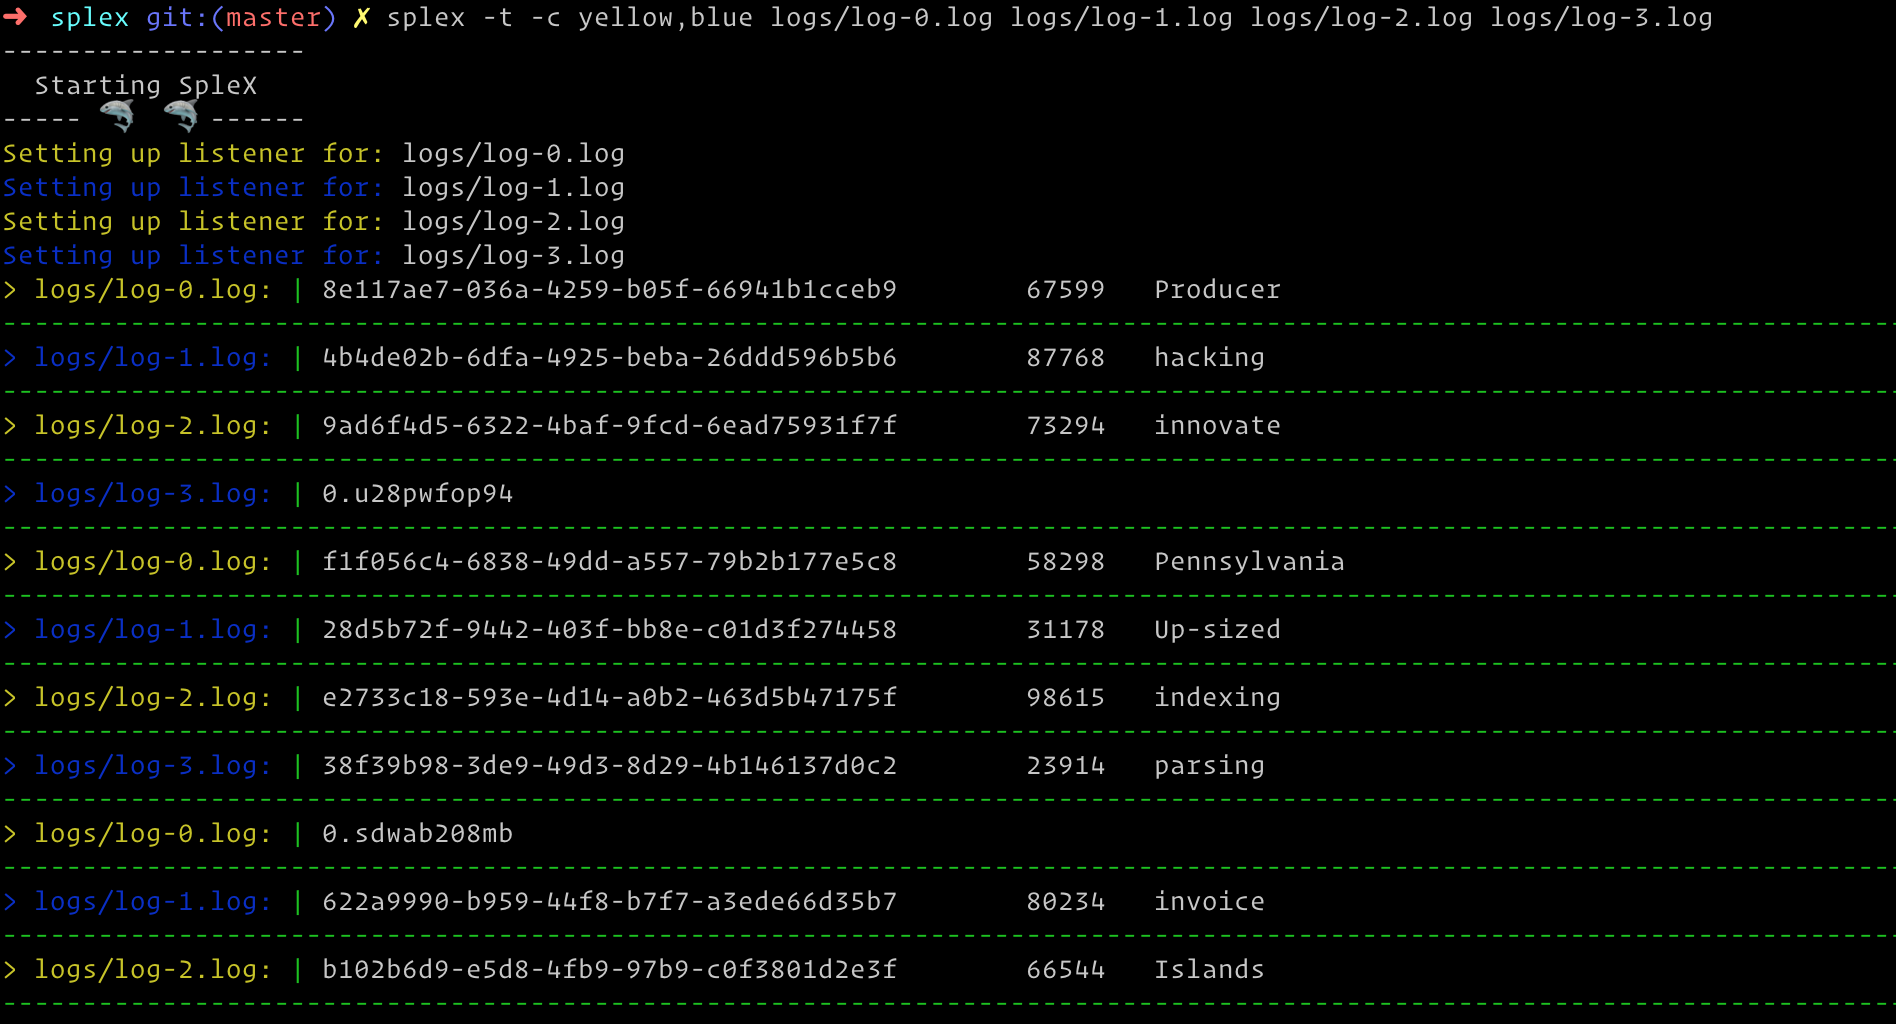 ➜  splex git:(master) ✗ splex -t -c yellow,blue logs/log-0.log logs/log-1.log logs/log-2.log logs/log-3.log
-------------------
  Starting SpleX
----- 🦈 🦈 ------
Setting up listener for: logs/log-0.log
Setting up listener for: logs/log-1.log
Setting up listener for: logs/log-2.log
Setting up listener for: logs/log-3.log
> logs/log-0.log: | 8e117ae7-036a-4259-b05f-66941b1cceb9        67599   Producer
> logs/log-1.log: | 4b4de02b-6dfa-4925-beba-26ddd596b5b6        87768   hacking
> logs/log-2.log: | 9ad6f4d5-6322-4baf-9fcd-6ead75931f7f        73294   innovate
> logs/log-3.log: | 0.u28pwfop94
> logs/log-0.log: | f1f056c4-6838-49dd-a557-79b2b177e5c8        58298   Pennsylvania
> logs/log-1.log: | 28d5b72f-9442-403f-bb8e-c01d3f274458        31178   Up-sized
> logs/log-2.log: | e2733c18-593e-4d14-a0b2-463d5b47175f        98615   indexing
> logs/log-3.log: | 38f39b98-3de9-49d3-8d29-4b146137d0c2        23914   parsing
> logs/log-0.log: | 0.sdwab208mb
> logs/log-1.log: | 622a9990-b959-44f8-b7f7-a3ede66d35b7        80234   invoice
> logs/log-2.log: | b102b6d9-e5d8-4fb9-97b9-c0f3801d2e3f        66544   Islands